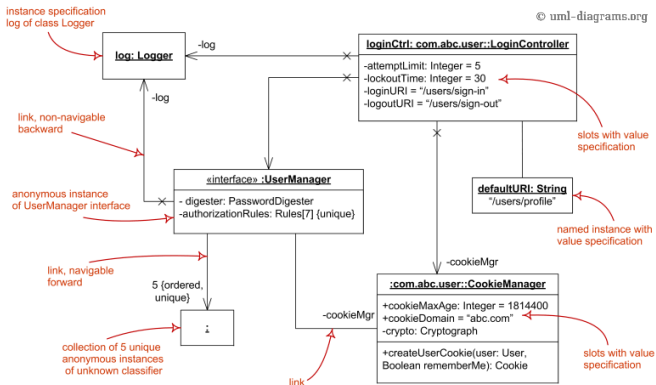 © uml-diagrams.org
instance specification
log of class Logger
log: Logger
-log
loginCtrl: com.abc.user::LoginController
-attemptLimit: Integer = 5
-lockoutTime: Integer = 30
-loginURI = “/users/sign-in”
-logoutURI = “/users/sign-out”
-log
link, non-navigable
backward
slots with value
specification
«interface» :UserManager
- digester: PasswordDigester
-authorizationRules: Rules[7] {unique}
anonymous instance
of UserManager interface
defaultURI: String
“/users/profile”
named instance with
value specification
link, navigable
forward
-cookieMgr
5 {ordered,
unique}
:
-cookieMgr
:com.abc.user::CookieManager
+cookieMaxAge: Integer = 1814400
+cookieDomain = “abc.com”
-crypto: Cryptograph
+createUserCookie(user: User,
Boolean rememberMe): Cookie
collection of 5 unique
anonymous instances
of unknown classifier
slots with value
specification
link